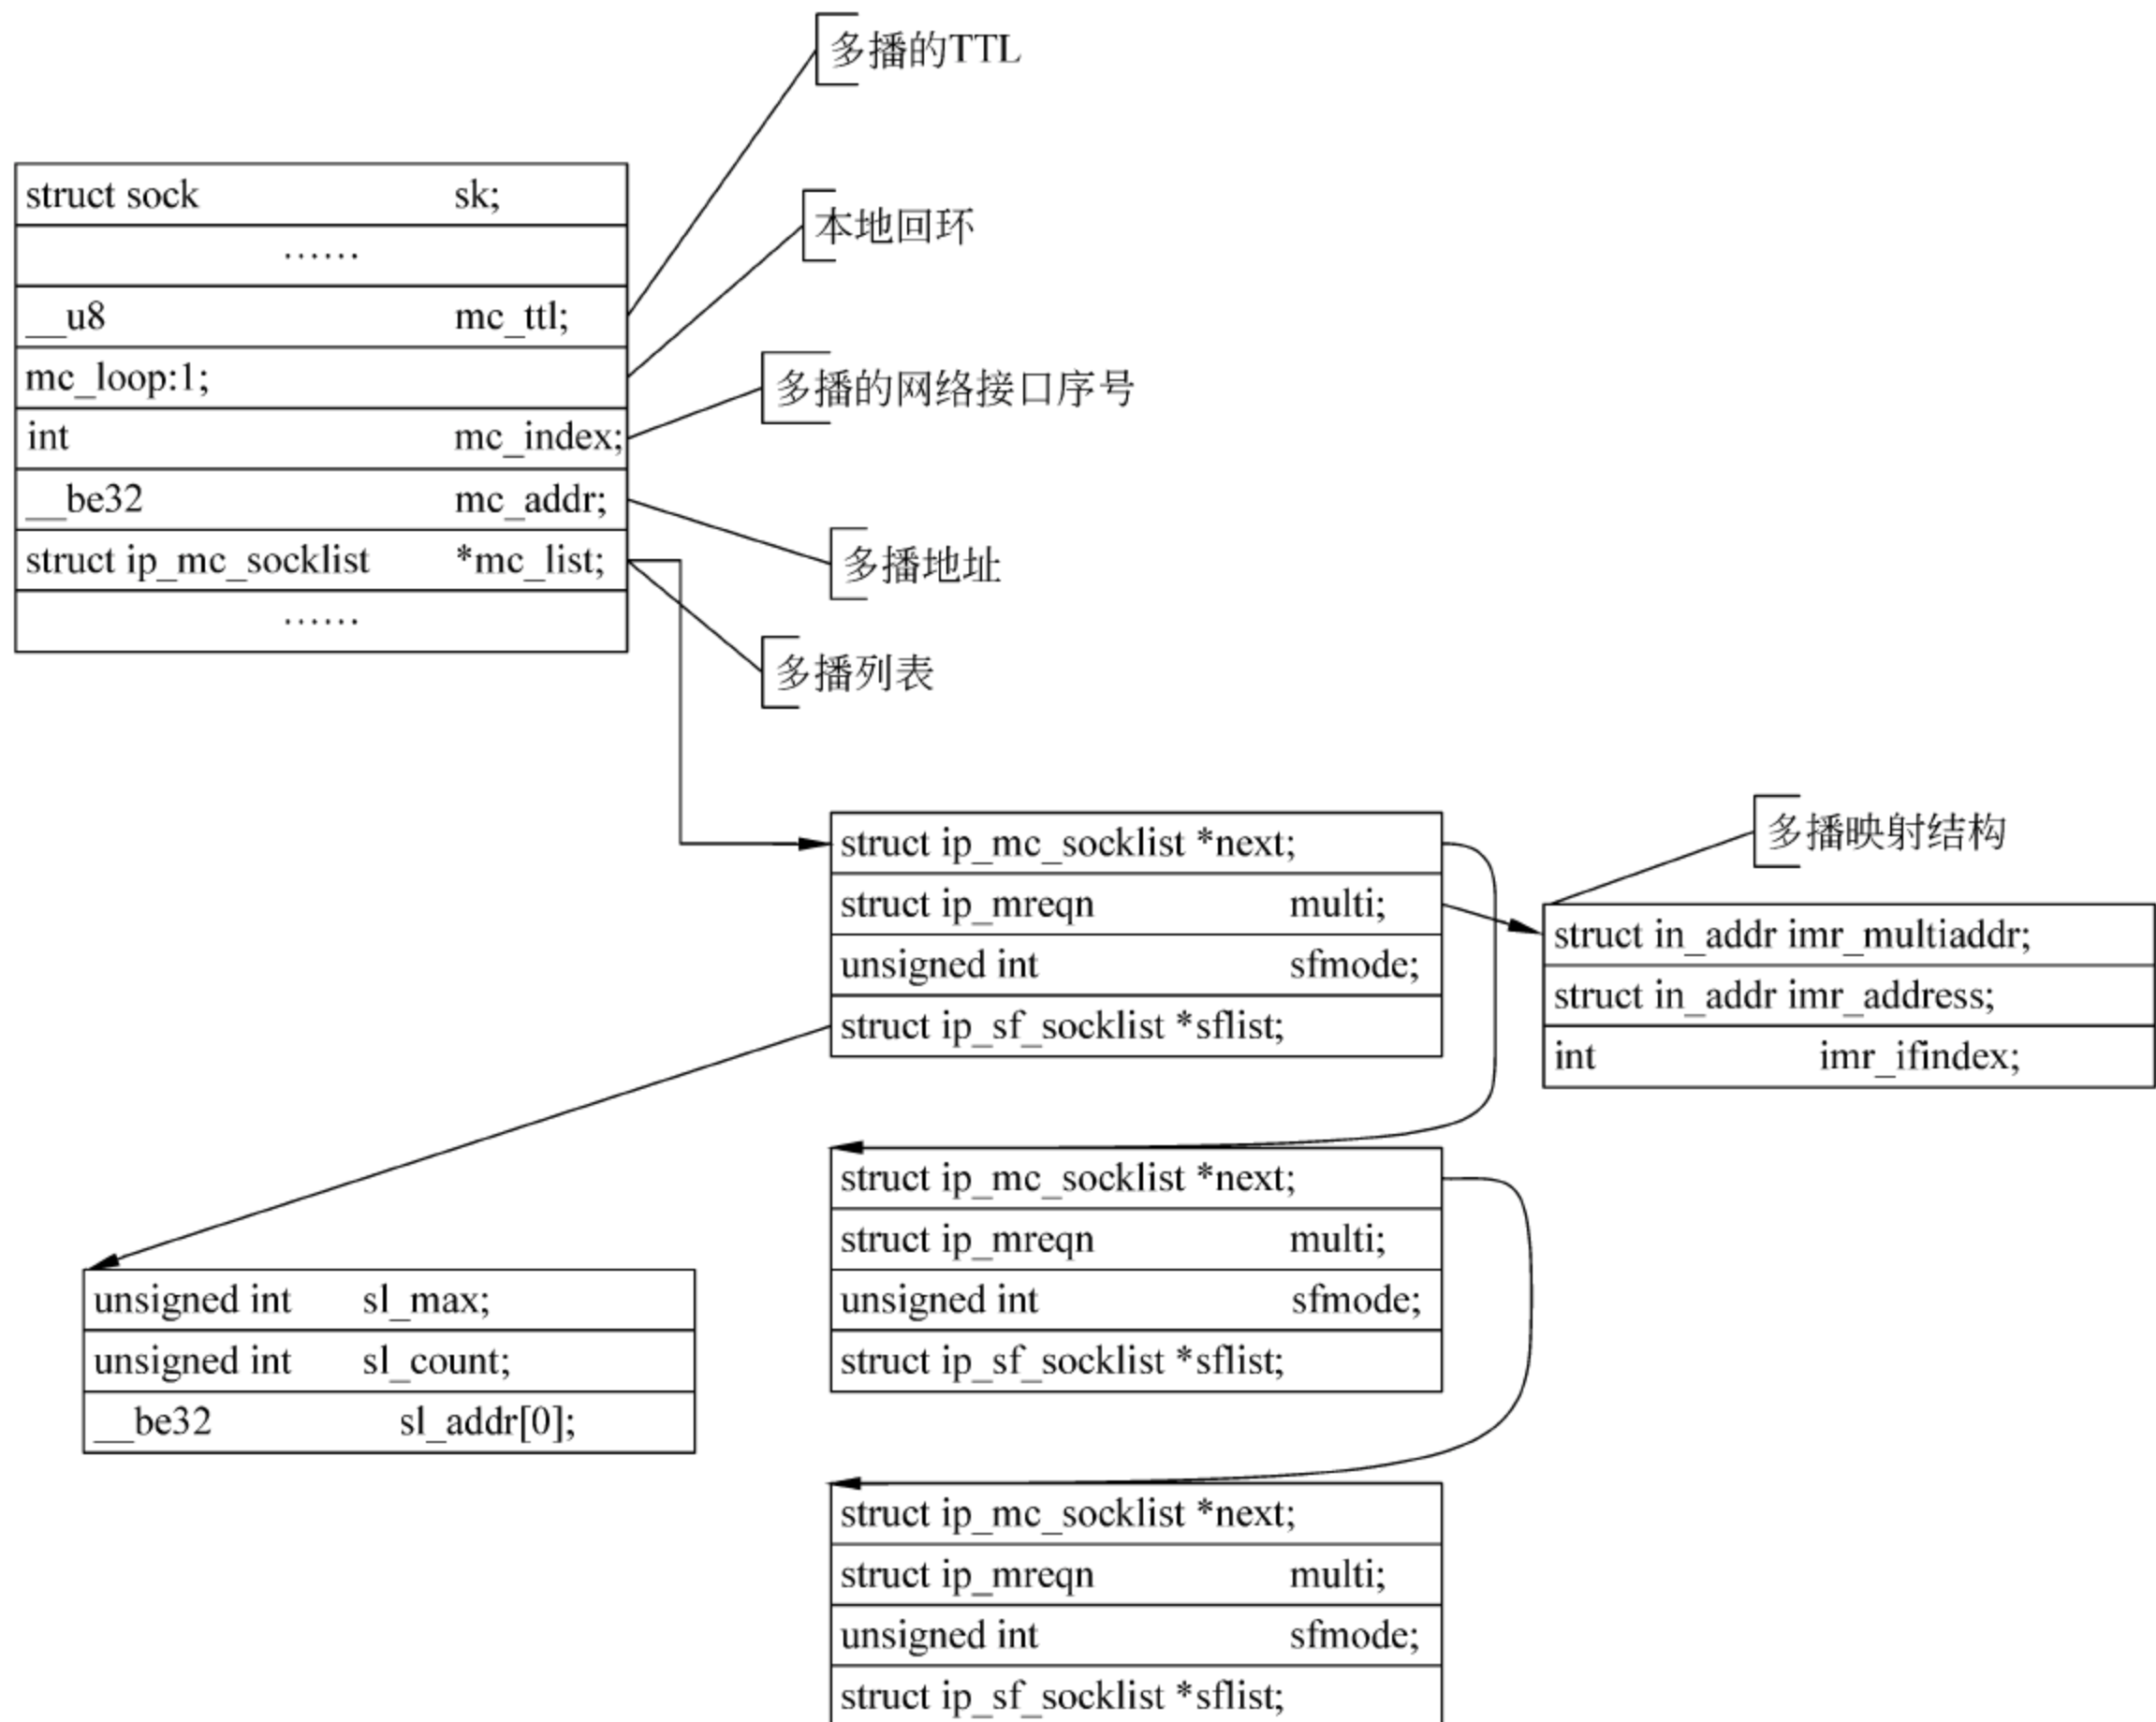 多播的TTL
struct sock sk;
……
本地回环
__u8 mc_ttl;
mc_loop:1;
多播的网络接口序号
int mc_index;
__be32 mc_addr;
多播地址
struct ip_mc_socklist *mc_list;
……
多播列表
struct ip_mc_socklist *next;
struct ip_mreqn multi;
unsigned int sfmode;
struct ip_sf_socklist *sflist;
多播映射结构
struct in_addr imr_multiaddr;
struct in_addr imr_address;
int imr_ifindex;
struct ip_mc_socklist *next;
struct ip_mreqn multi;
unsigned int sfmode;
struct ip_sf_socklist *sflist;
unsigned int sl_max;
unsigned int sl_count;
__be32 sl_addr[0];
struct ip_mc_socklist *next;
struct ip_mreqn multi;
unsigned int sfmode;
struct ip_sf_socklist *sflist;